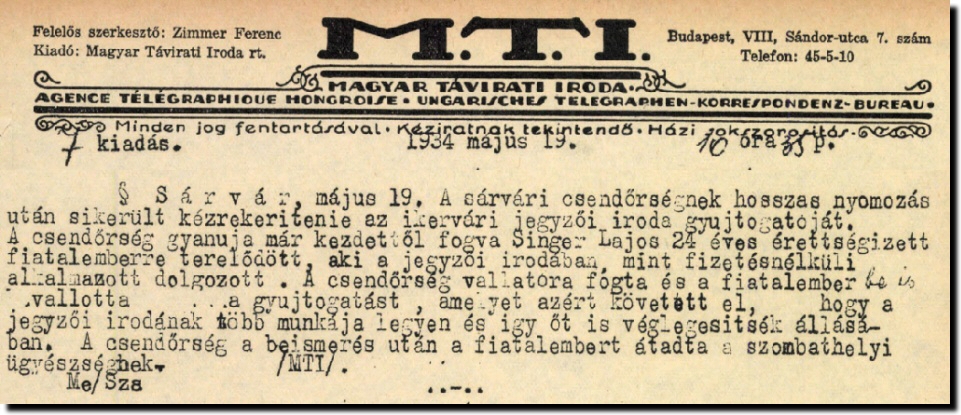 Felelős szerkesztő: Zimmer Ferenc
Kiadó: Magyar Távirati Iroda rt.
M.T.I.
Budapest, VIII, Sándor-utca 7. szám
Telefon: 45-5-10
MAGYAR TÁVIRATI IRODA
AGENCE TÉLÉGRAPHIQUE HONGROISE · UNGARISCHES TELEGRAPHEN-KORRESPONDENZ-BUREAU ·
Minden jog fentartásával · Kéziratnak tekintendő · Házi sokszorosítás ·
7 kiadás. 1934 május 19. 10 óra 35 p.
§ S á r v á r, május 19. A sárvári csendőrségnek hosszas nyomozás
után sikerült kézrekeritenie az ikervári jegyzői iroda gyujtogatóját.
A csendőrség gyanuja már kezdettől fogva Singer Lajos 24 éves érettségizett
fiatalemberre terelődött, aki a jegyzői irodában, mint fizetésnélküli
alkalmazott dolgozott . A csendőrség vallatóra fogta és a fiatalember be is
..vallotta ..a gyujtogatást , amelyet azért követett el, hogy a
jegyzői irodának több munkája legyen és igy őt is véglegesitsék állásá-
ban. A csendőrség a beismerés után a fiatalembert átadta a szombathelyi
ügyészségnek. /MTI/.
Me/Sza ..-..